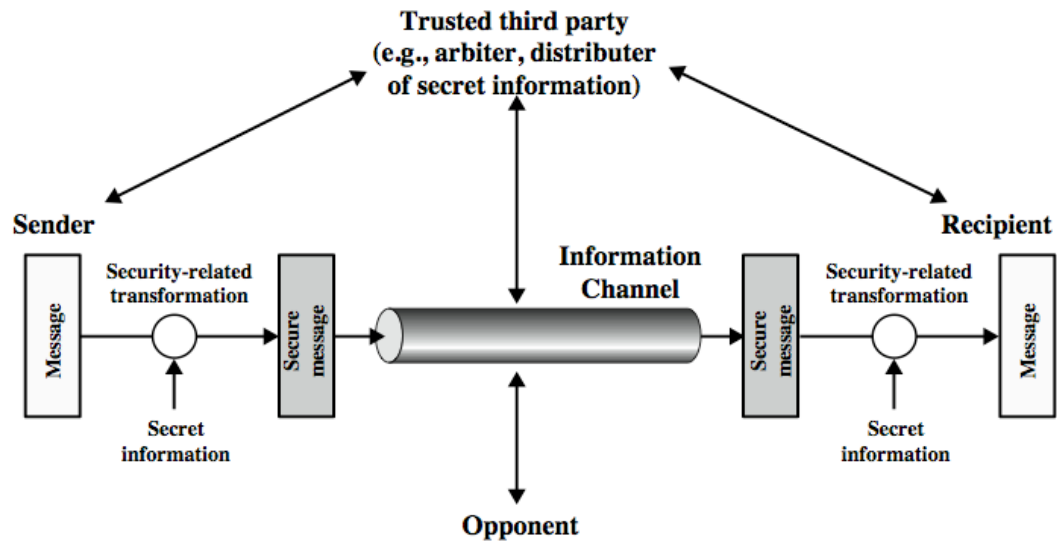 Trusted third party
(e.g., arbiter, distributer
of secret information)
Sender
Recipient
Message
Security-related
transformation
Secret
information
Secure
message
Information
Channel
Secure
message
Security-related
transformation
Secret
information
Message
Opponent